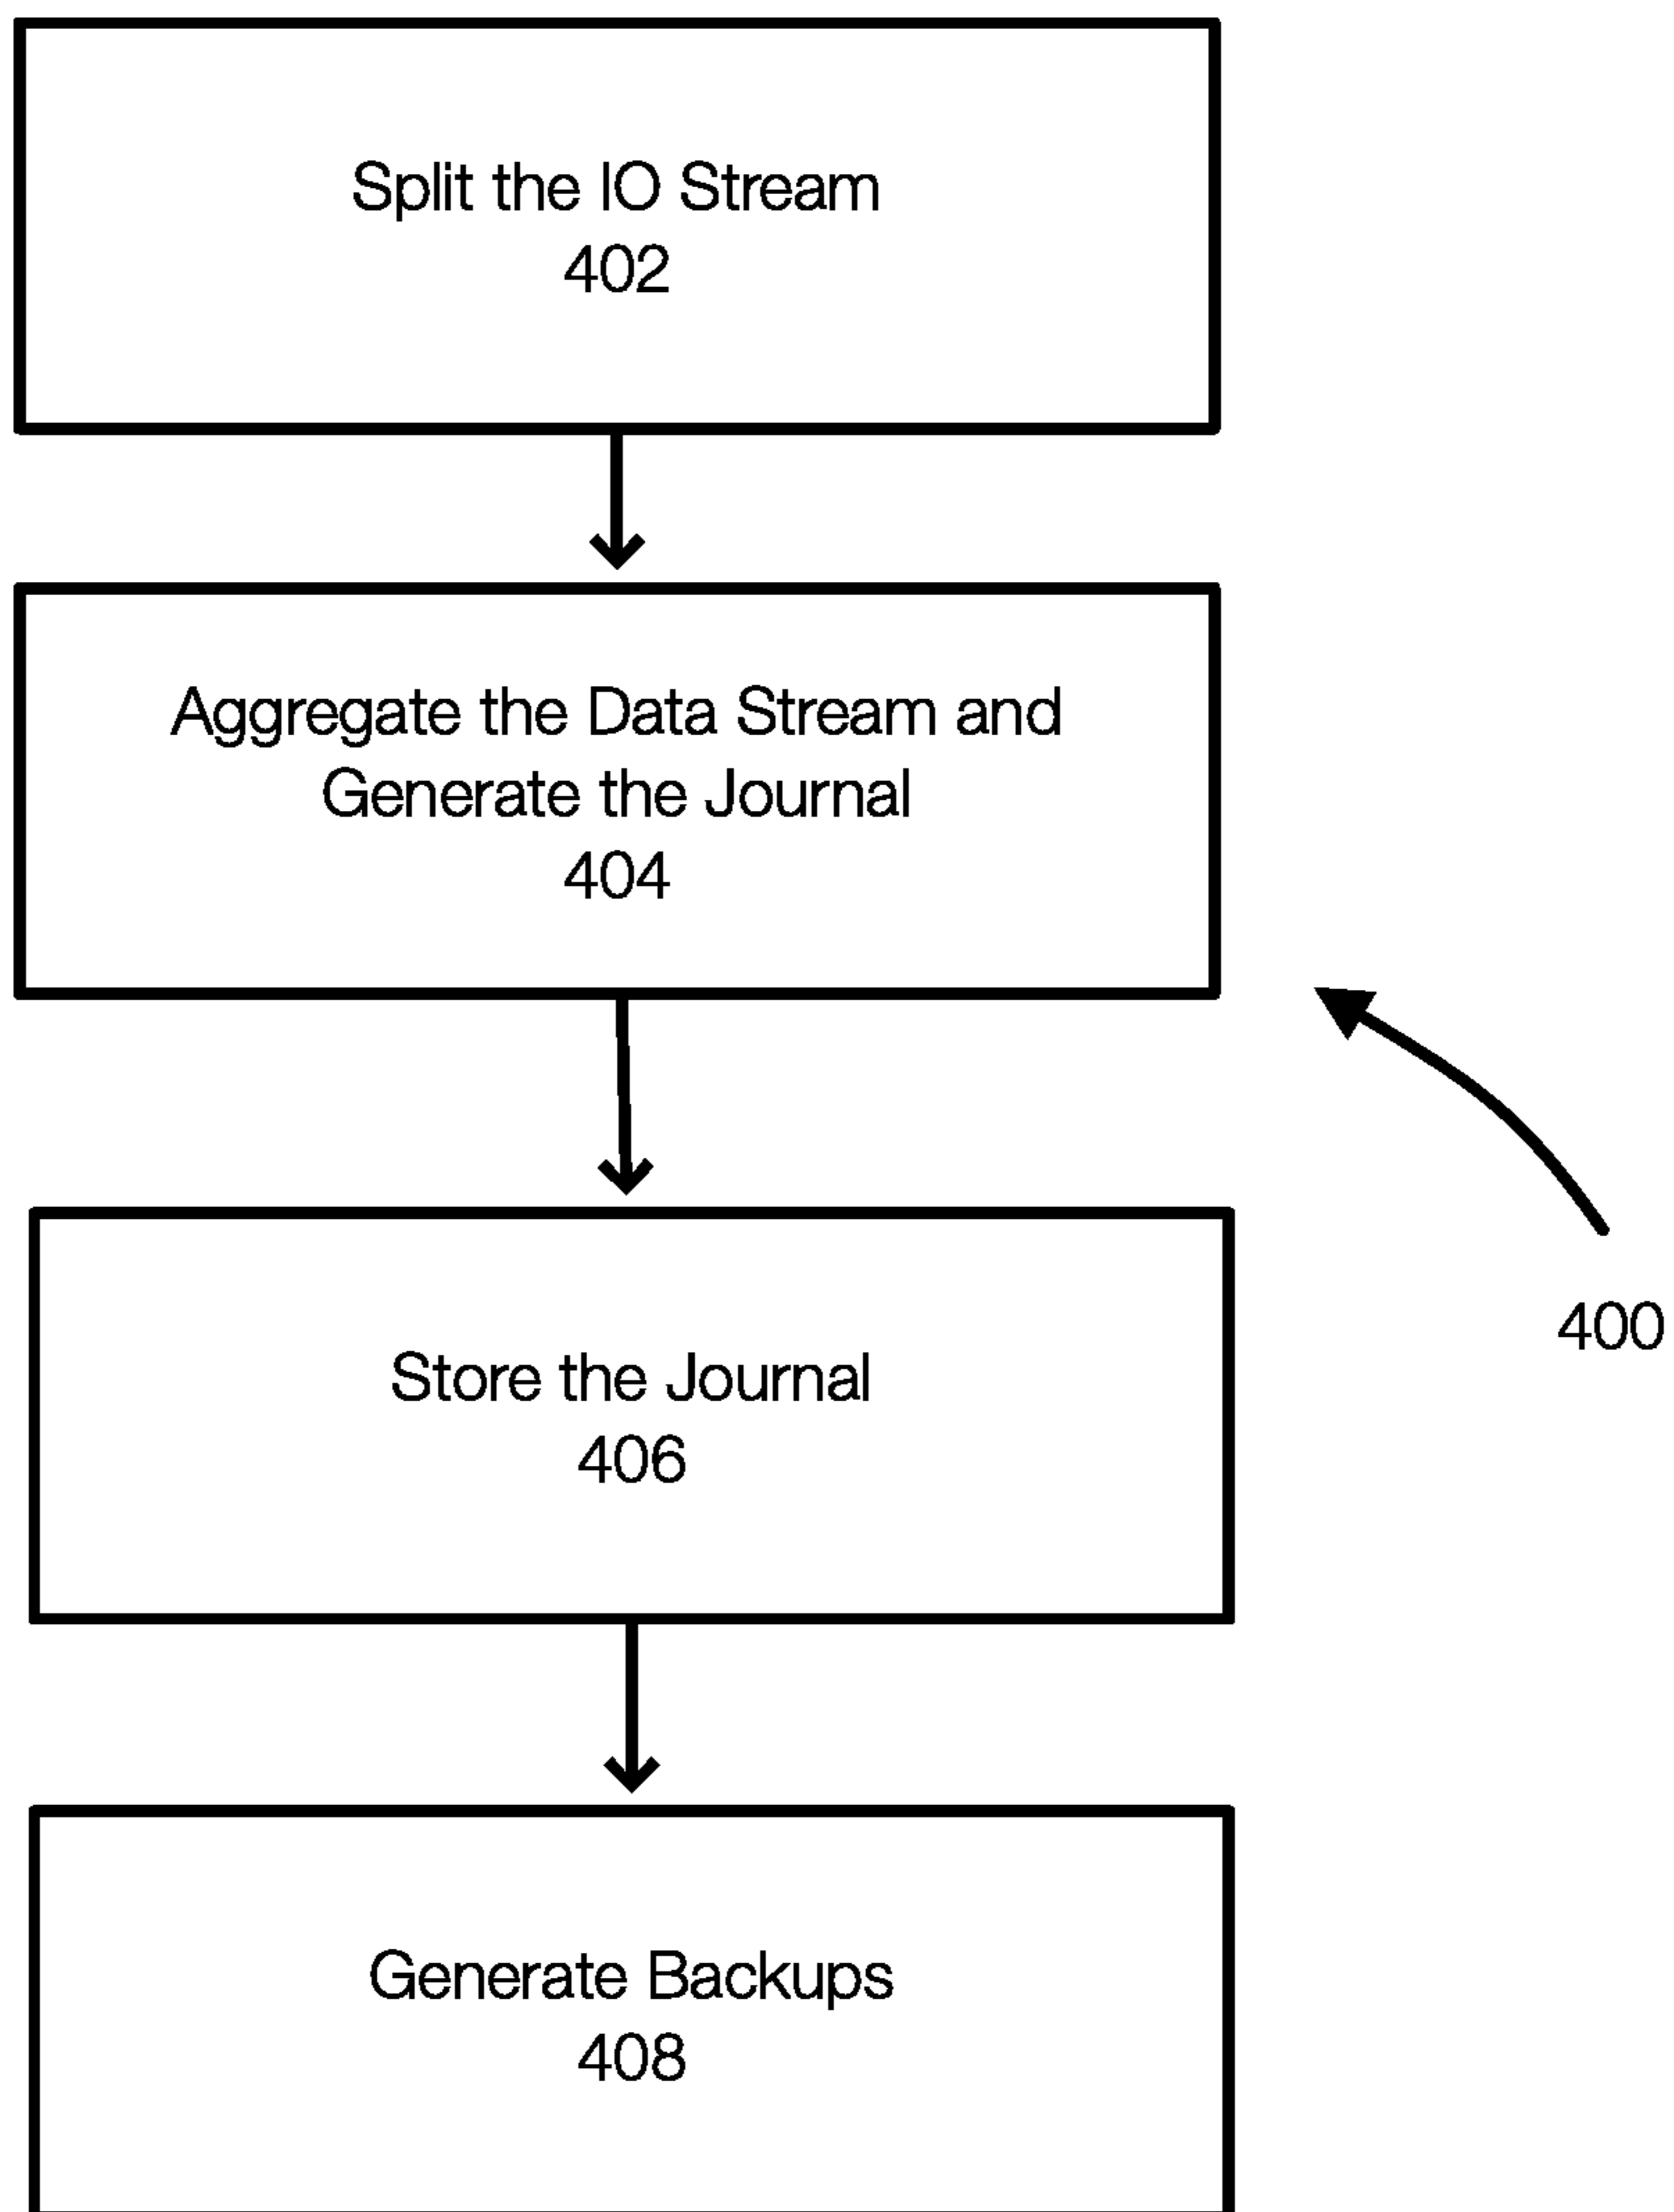 Split the IO Stream
402
Aggregate the Data Stream and
Generate the Journal
404
400
Store the Journal
406
Generate Backups
408